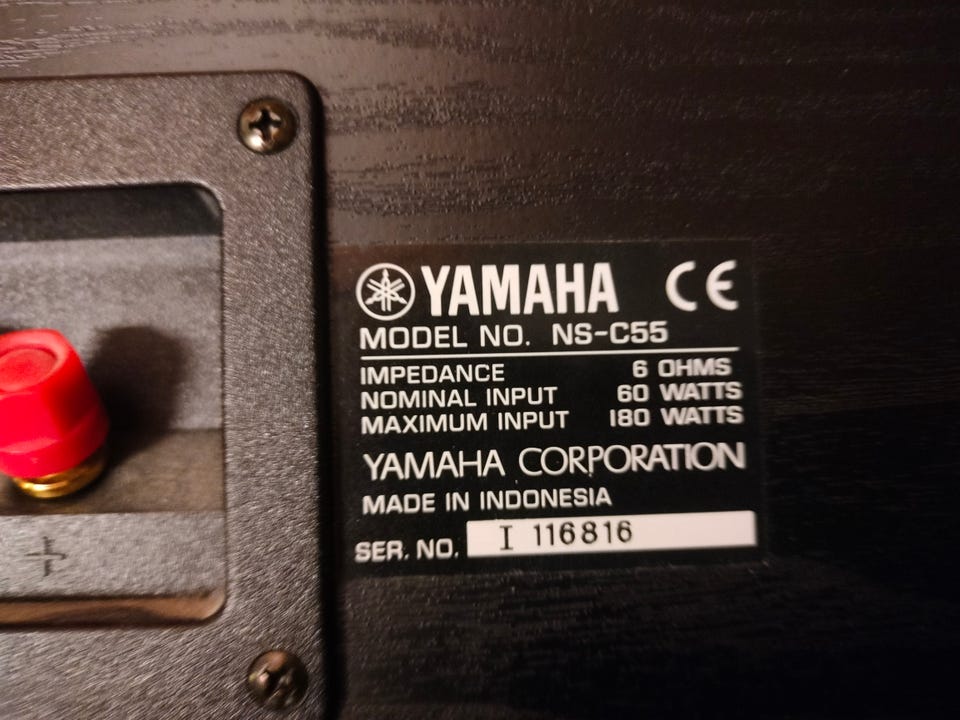 YAMAHA CE
MODEL NO. NS-C55
IMPEDANCE 6 OHMS
NOMINAL INPUT 60 WATTS
MAXIMUM INPUT 180 WATTS
YAMAHA CORPORATION
MADE IN INDONESIA
SER. NO. I 116816
+